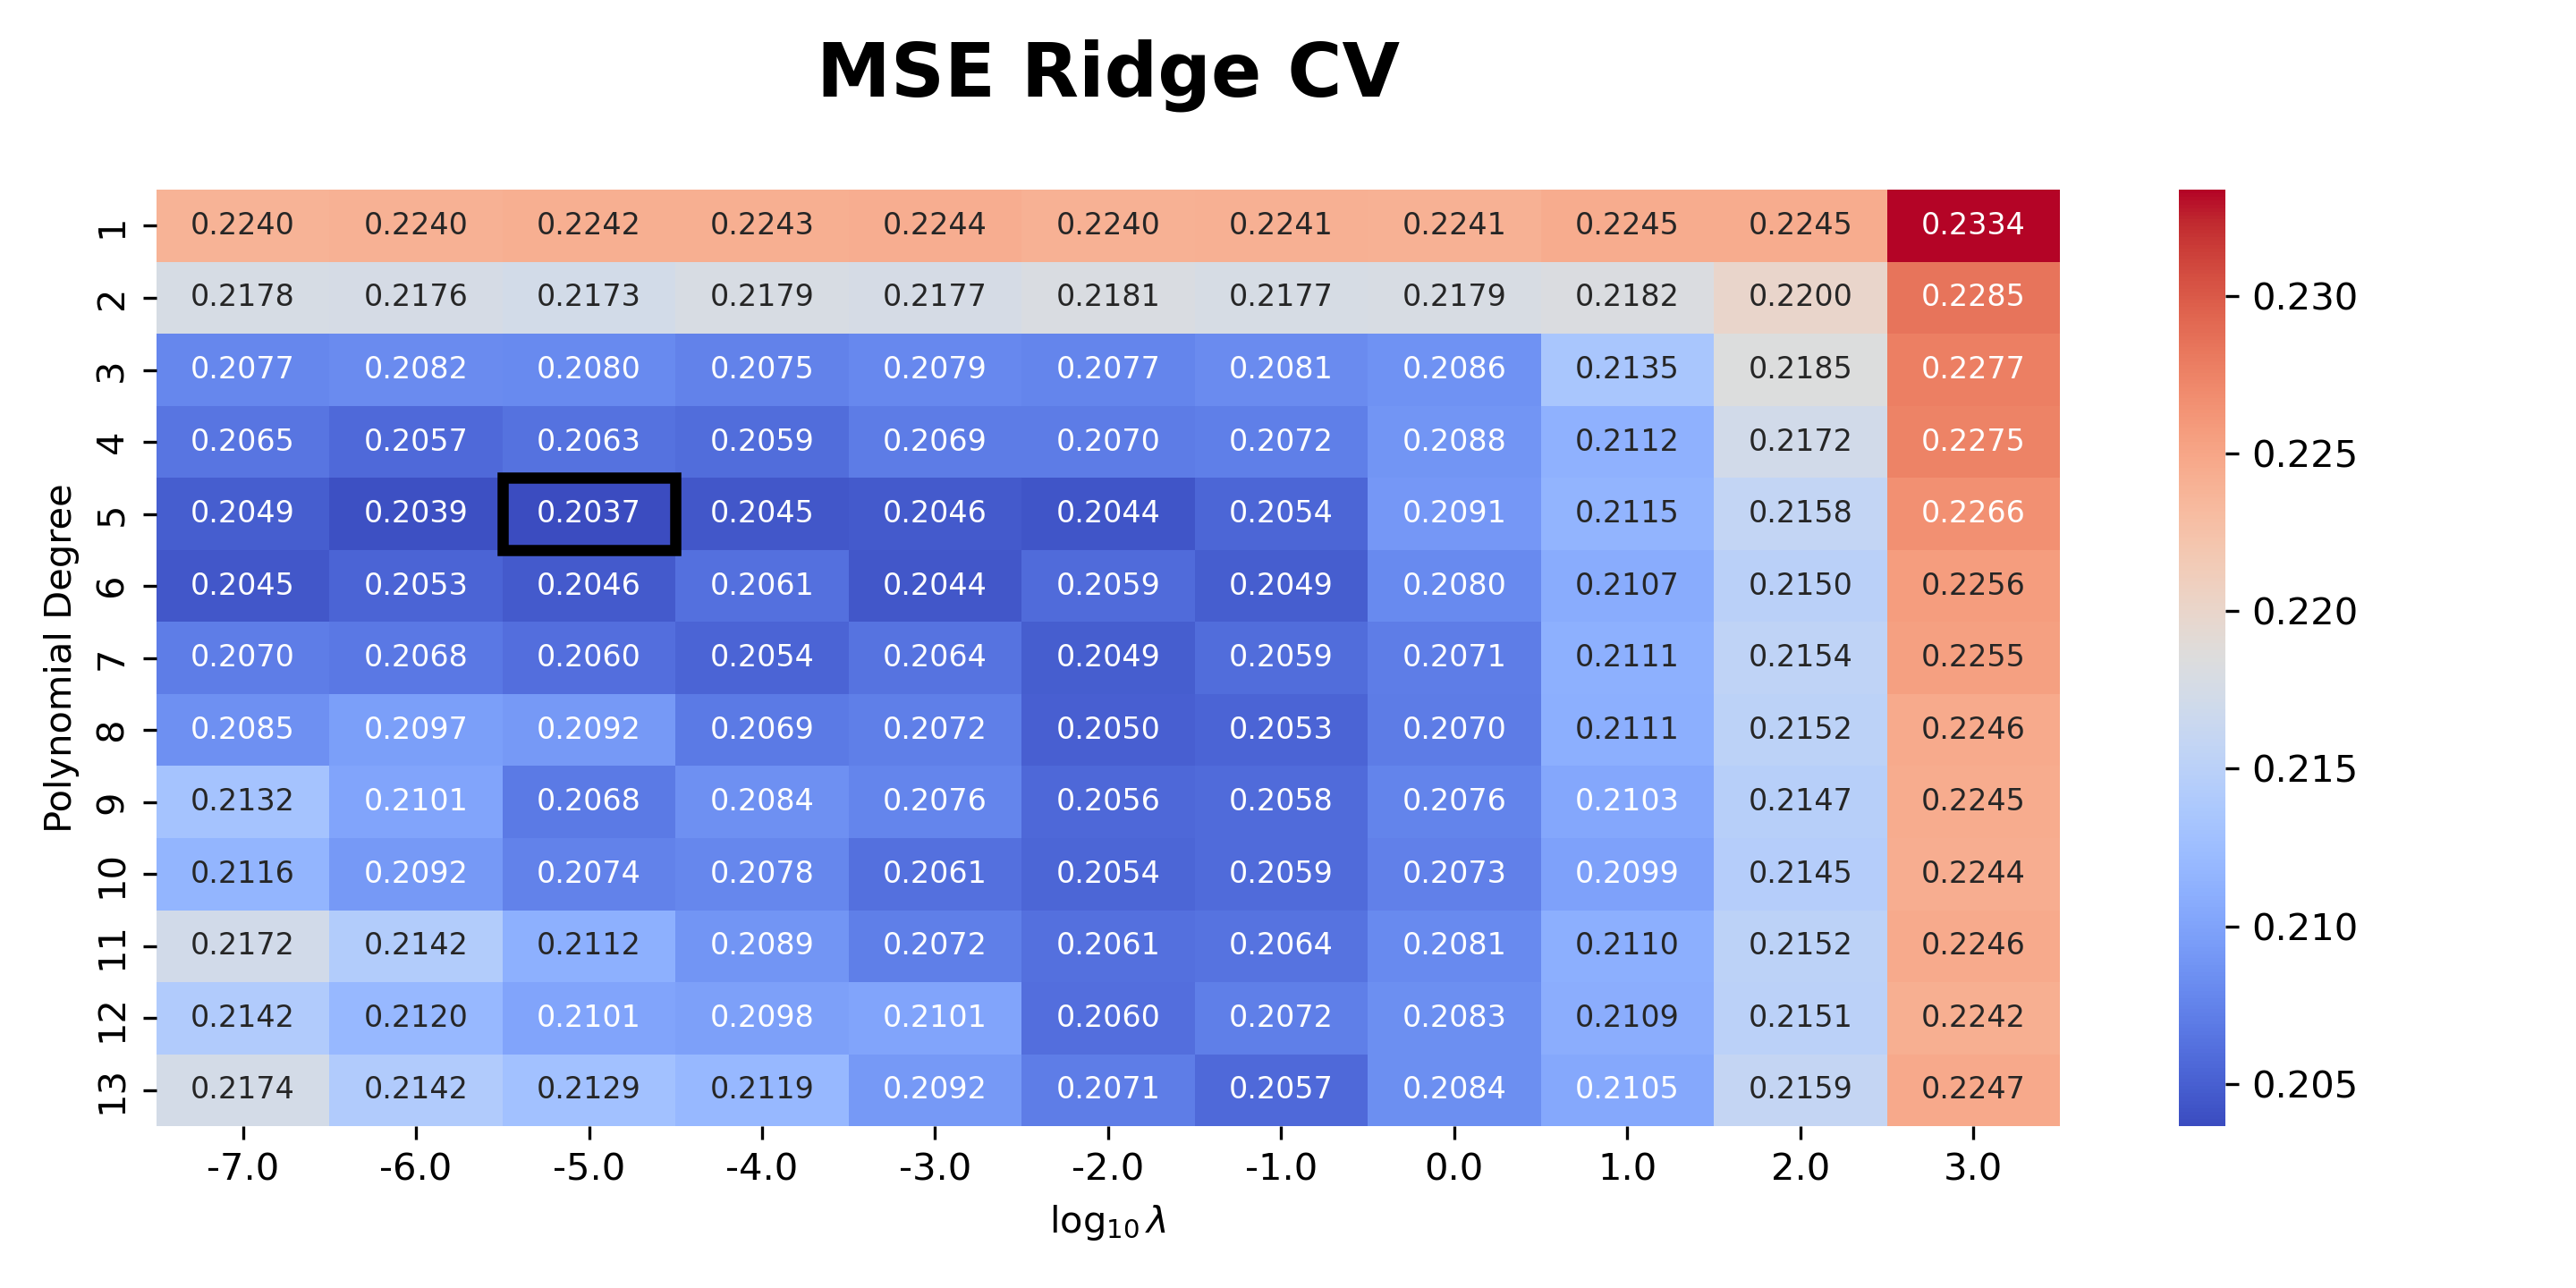 MSE Ridge CV
1 0.2240 0.2240 0.2242 0.2243 0.2244 0.2240 0.2241 0.2241 0.2245 0.2245 0.2334
2 0.2178 0.2176 0.2173 0.2179 0.2177 0.2181 0.2177 0.2179 0.2182 0.2200 0.2285
3 0.2077 0.2082 0.2080 0.2075 0.2079 0.2077 0.2081 0.2086 0.2135 0.2185 0.2277
4 0.2065 0.2057 0.2063 0.2059 0.2069 0.2070 0.2072 0.2088 0.2112 0.2172 0.2275
5 0.2049 0.2039 0.2037 0.2045 0.2046 0.2044 0.2054 0.2091 0.2115 0.2158 0.2266
6 0.2045 0.2053 0.2046 0.2061 0.2044 0.2059 0.2049 0.2080 0.2107 0.2150 0.2256
7 0.2070 0.2068 0.2060 0.2054 0.2064 0.2049 0.2059 0.2071 0.2111 0.2154 0.2255
8 0.2085 0.2097 0.2092 0.2069 0.2072 0.2050 0.2053 0.2070 0.2111 0.2152 0.2246
9 0.2132 0.2101 0.2068 0.2084 0.2076 0.2056 0.2058 0.2076 0.2103 0.2147 0.2245
10 0.2116 0.2092 0.2074 0.2078 0.2061 0.2054 0.2059 0.2073 0.2099 0.2145 0.2244
11 0.2172 0.2142 0.2112 0.2089 0.2072 0.2061 0.2064 0.2081 0.2110 0.2152 0.2246
12 0.2142 0.2120 0.2101 0.2098 0.2101 0.2060 0.2072 0.2083 0.2109 0.2151 0.2242
13 0.2174 0.2142 0.2129 0.2119 0.2092 0.2071 0.2057 0.2084 0.2105 0.2159 0.2247
-7.0 -6.0 -5.0 -4.0 -3.0 -2.0 -1.0 0.0 1.0 2.0 3.0
log₁₀ λ
Polynomial Degree
0.230
0.225
0.220
0.215
0.210
0.205